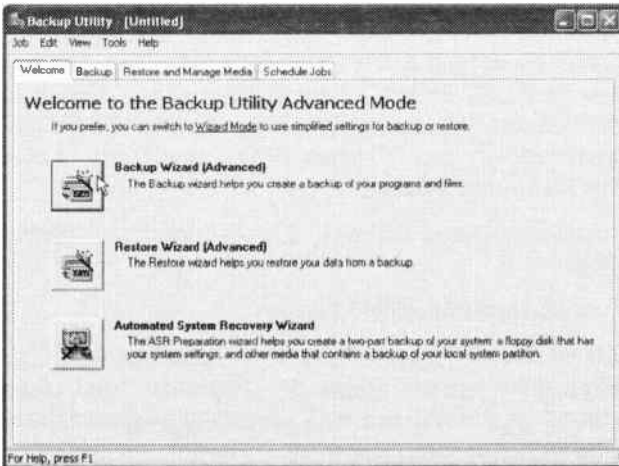 Backup Utility - [Untitled]
Job Edit View Tools Help
Welcome Backup Restore and Manage Media Schedule Jobs
Welcome to the Backup Utility Advanced Mode
If you prefer, you can switch to Wizard Mode to use simplified settings for backup or restore.
Backup Wizard (Advanced)
The Backup wizard helps you create a backup of your programs and files.
Restore Wizard (Advanced)
The Restore wizard helps you restore your data from a backup.
Automated System Recovery Wizard
The ASR Preparation wizard helps you create a two-part backup of your system: a floppy disk that has
your system settings, and other media that contains a backup of your local system partition.
For Help, press F1